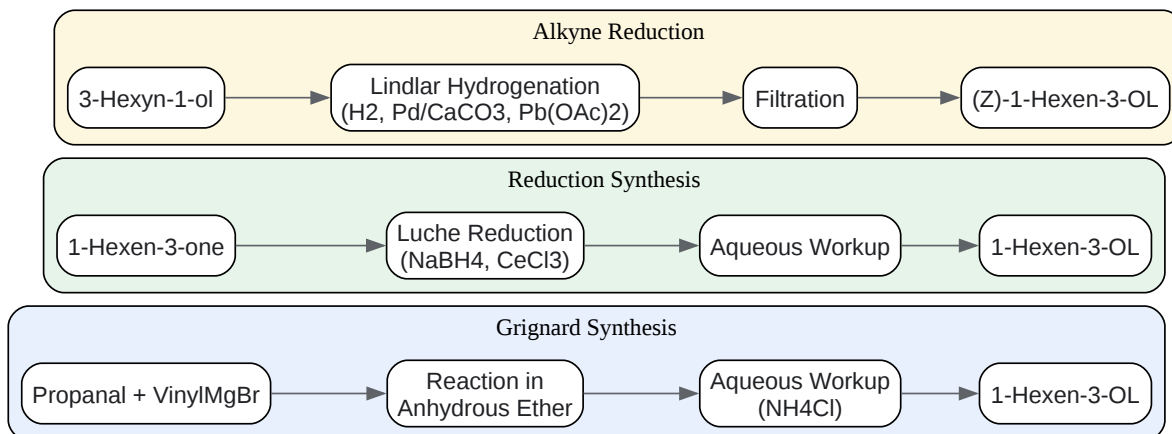 Alkyne Reduction
3-Hexyn-1-ol
Lindlar Hydrogenation
(H2, Pd/CaCO3, Pb(OAc)2)
Filtration
(Z)-1-Hexen-3-OL
Reduction Synthesis
1-Hexen-3-one
Luche Reduction
(NaBH4, CeCl3)
Aqueous Workup
1-Hexen-3-OL
Grignard Synthesis
Propanal + VinylMgBr
Reaction in
Anhydrous Ether
Aqueous Workup
(NH4Cl)
1-Hexen-3-OL